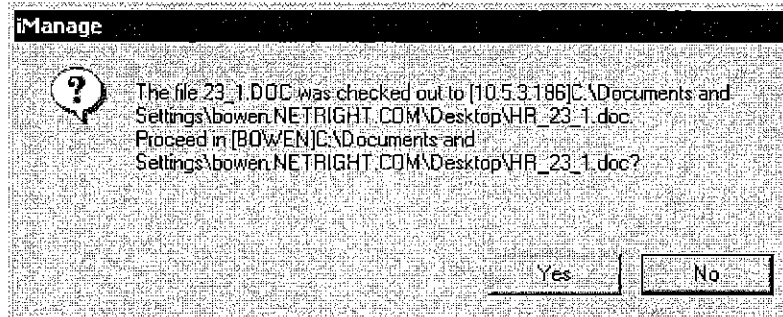 iManage
?
The file 23_1.DOC was checked out to [10.5.3.186]C:\Documents and
Settings\bowen.NETRIGHT.COM\Desktop\HR_23_1.doc.
Proceed in [BOWEN]C:\Documents and
Settings\bowen.NETRIGHT.COM\Desktop\HR_23_1.doc?
Yes
No